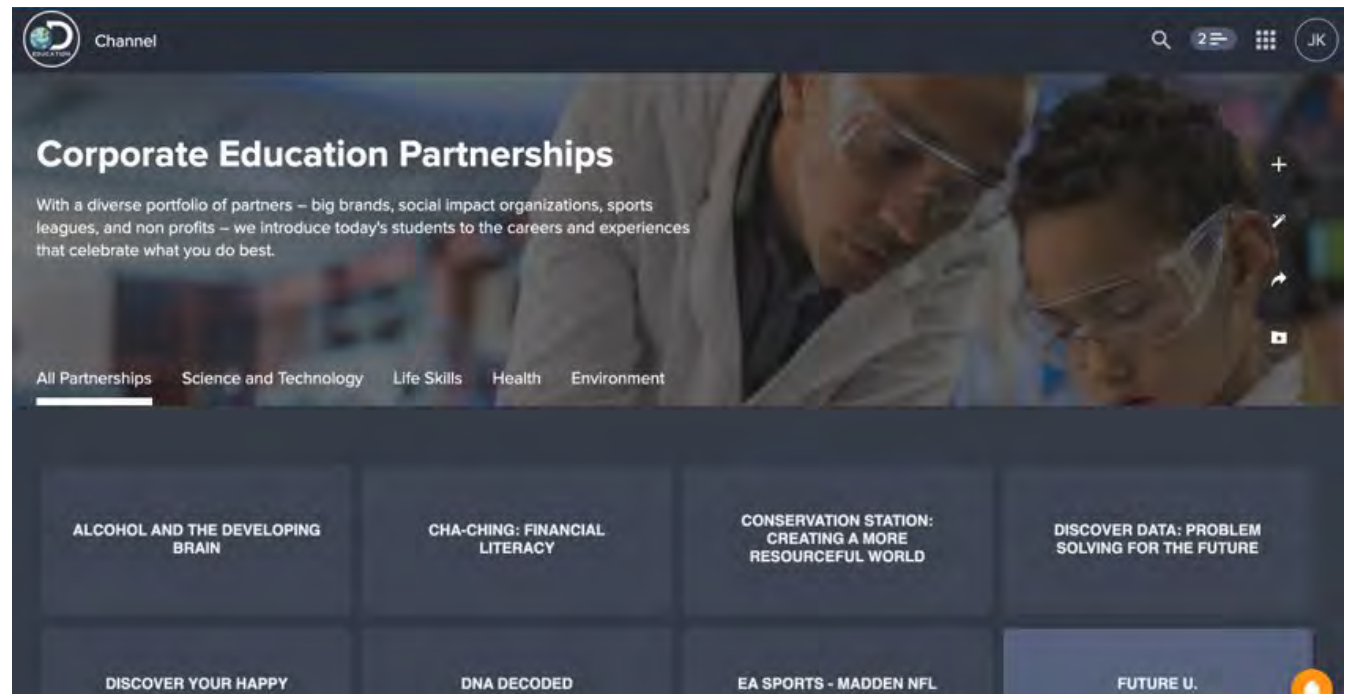 EDUCATION
Channel
2
JK
Corporate Education Partnerships
With a diverse portfolio of partners – big brands, social impact organizations, sports
leagues, and non profits – we introduce today's students to the careers and experiences
that celebrate what you do best.
All Partnerships Science and Technology Life Skills Health Environment
ALCOHOL AND THE DEVELOPING
BRAIN
CHA-CHING: FINANCIAL
LITERACY
CONSERVATION STATION:
CREATING A MORE
RESOURCEFUL WORLD
DISCOVER DATA: PROBLEM
SOLVING FOR THE FUTURE
DISCOVER YOUR HAPPY
DNA DECODED
EA SPORTS - MADDEN NFL
FUTURE U.